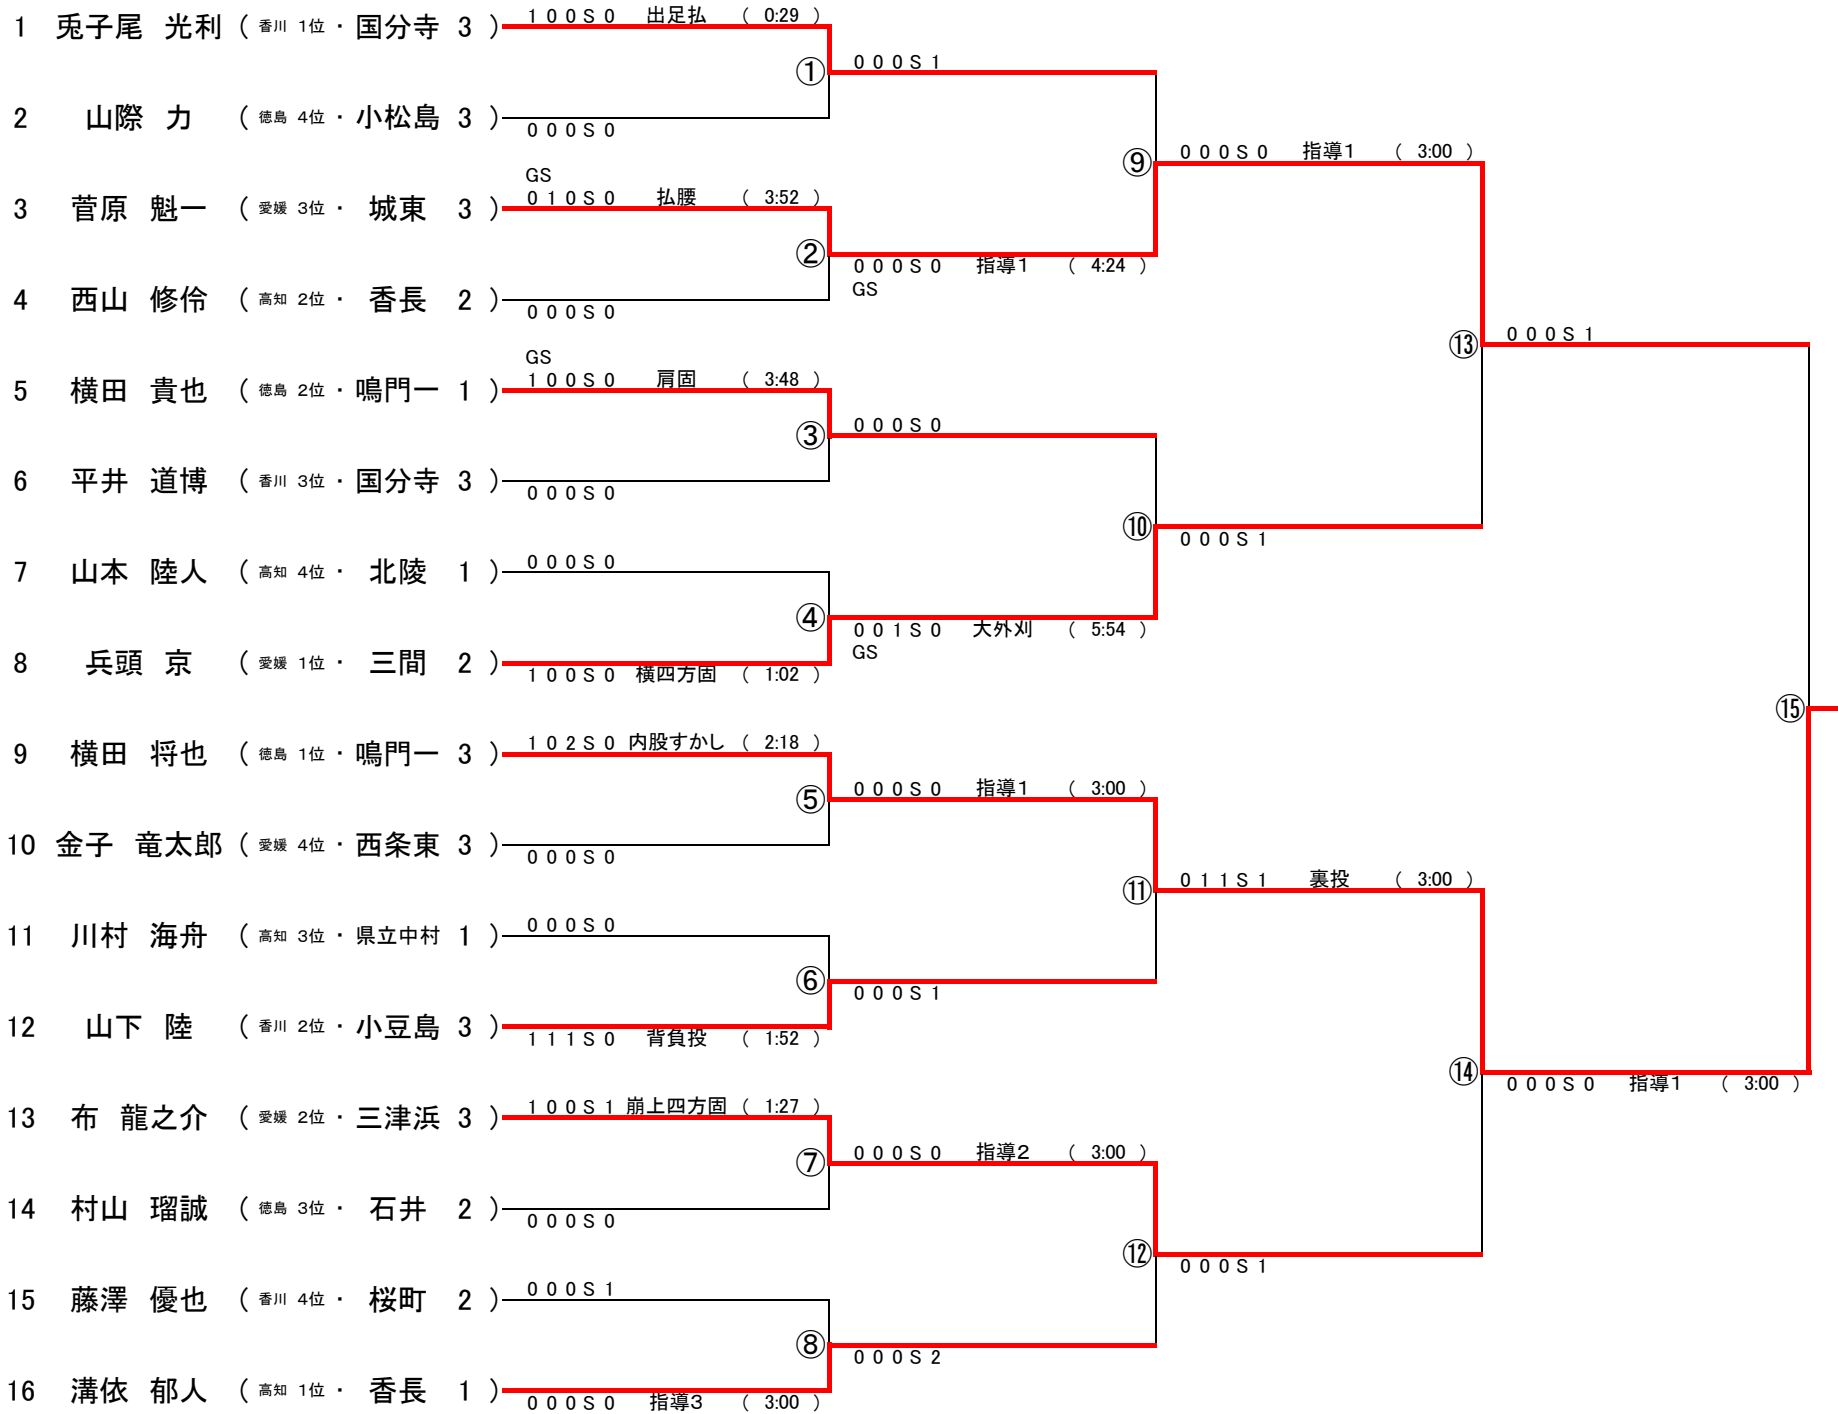 1 兎子尾 光利 ( 香川 1位 ・ 国分寺 3 ) 1 0 0 S 0 出足払 ( 0:29 )
① 0 0 0 S 1
2 山際 力 ( 徳島 4位 ・ 小松島 3 ) 0 0 0 S 0
⑨ 0 0 0 S 0 指導1 ( 3:00 )
GS
3 菅原 魁一 ( 愛媛 3位 ・ 城東 3 ) 0 1 0 S 0 払腰 ( 3:52 )
② 0 0 0 S 0 指導1 ( 4:24 )
GS
4 西山 修伶 ( 高知 2位 ・ 香長 2 ) 0 0 0 S 0
⑬ 0 0 0 S 1
GS
5 横田 貴也 ( 徳島 2位 ・ 鳴門一 1 ) 1 0 0 S 0 肩固 ( 3:48 )
③ 0 0 0 S 0
6 平井 道博 ( 香川 3位 ・ 国分寺 3 ) 0 0 0 S 0
⑩ 0 0 0 S 1
7 山本 陸人 ( 高知 4位 ・ 北陵 1 ) 0 0 0 S 0
④ 0 0 1 S 0 大外刈 ( 5:54 )
GS
8 兵頭 京 ( 愛媛 1位 ・ 三間 2 ) 1 0 0 S 0 横四方固 ( 1:02 )
⑮
9 横田 将也 ( 徳島 1位 ・ 鳴門一 3 ) 1 0 2 S 0 内股すかし ( 2:18 )
⑤ 0 0 0 S 0 指導1 ( 3:00 )
10 金子 竜太郎 ( 愛媛 4位 ・ 西条東 3 ) 0 0 0 S 0
⑪ 0 1 1 S 1 裏投 ( 3:00 )
11 川村 海舟 ( 高知 3位 ・ 県立中村 1 ) 0 0 0 S 0
⑥ 0 0 0 S 1
12 山下 陸 ( 香川 2位 ・ 小豆島 3 ) 1 1 1 S 0 背負投 ( 1:52 )
⑭ 0 0 0 S 0 指導1 ( 3:00 )
13 布 龍之介 ( 愛媛 2位 ・ 三津浜 3 ) 1 0 0 S 1 崩上四方固 ( 1:27 )
⑦ 0 0 0 S 0 指導2 ( 3:00 )
14 村山 瑠誠 ( 徳島 3位 ・ 石井 2 ) 0 0 0 S 0
⑫ 0 0 0 S 1
15 藤澤 優也 ( 香川 4位 ・ 桜町 2 ) 0 0 0 S 1
⑧ 0 0 0 S 2
16 溝依 郁人 ( 高知 1位 ・ 香長 1 ) 0 0 0 S 0 指導3 ( 3:00 )